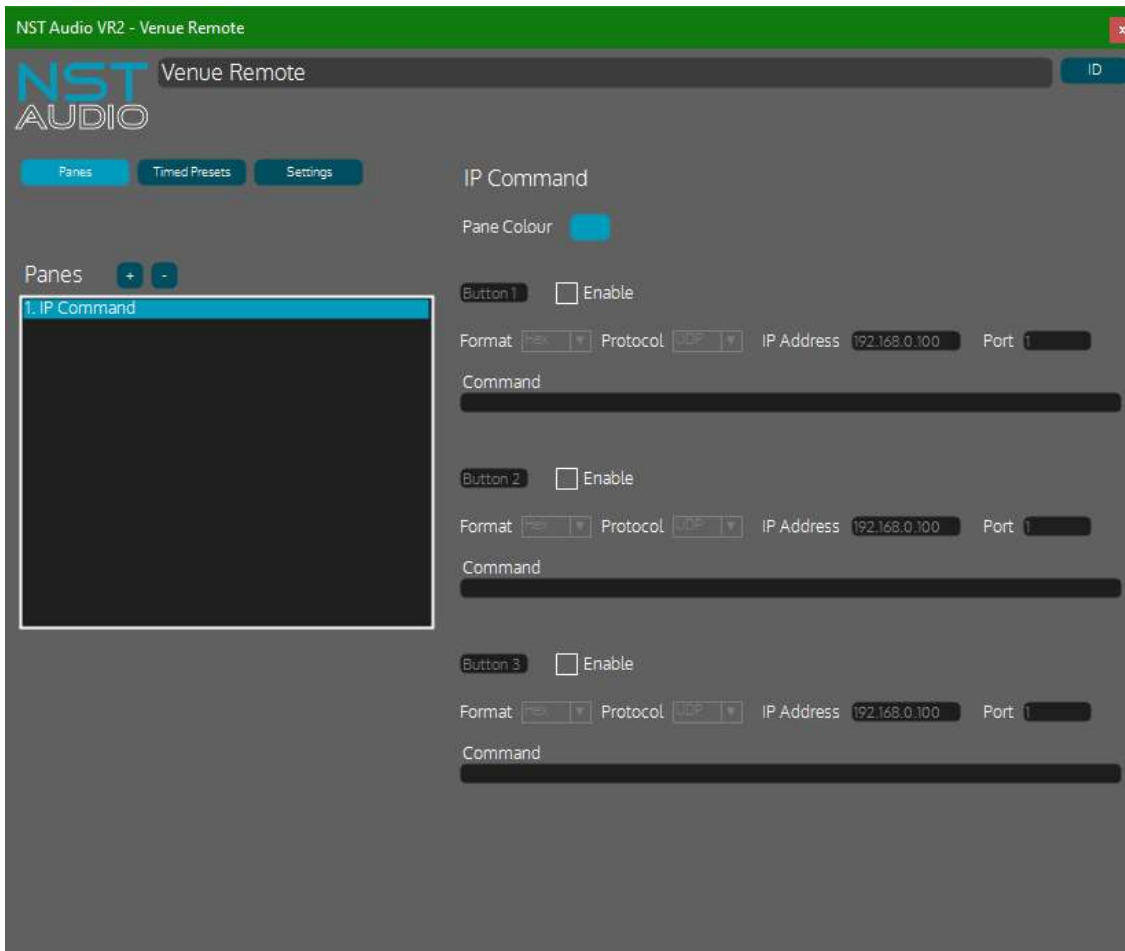 NST Audio VR2 - Venue Remote
x
NST
AUDIO
Venue Remote
ID
Panes
Timed Presets
Settings
IP Command
Pane Colour
Panes + -
1. IP Command
Button 1 Enable
Format Hex Protocol UDP IP Address 192.168.0.100 Port 1
Command
Button 2 Enable
Format Hex Protocol UDP IP Address 192.168.0.100 Port 1
Command
Button 3 Enable
Format Hex Protocol UDP IP Address 192.168.0.100 Port 1
Command